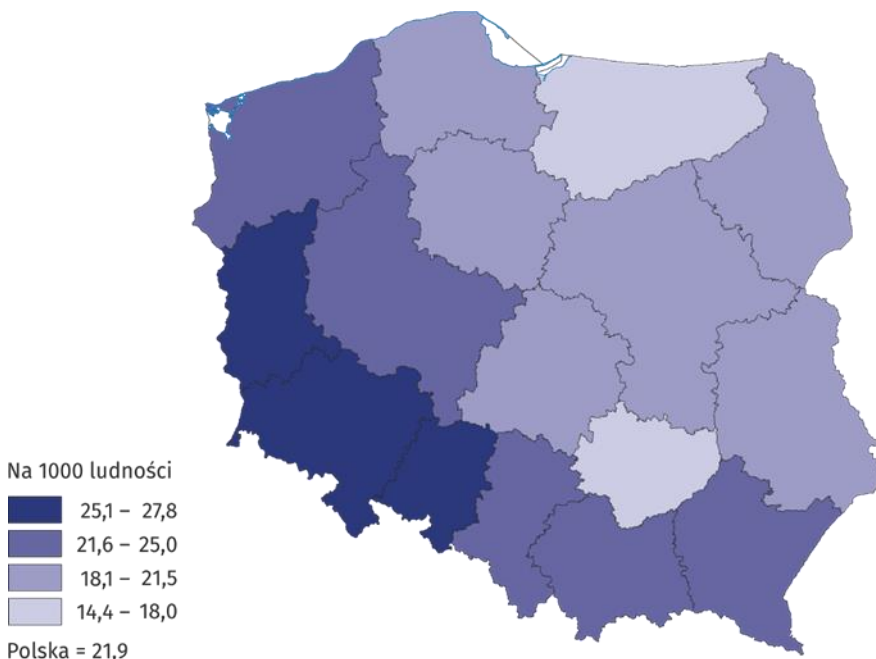 Na 1000 ludności
25,1 – 27,8
21,6 – 25,0
18,1 – 21,5
14,4 – 18,0
Polska = 21,9